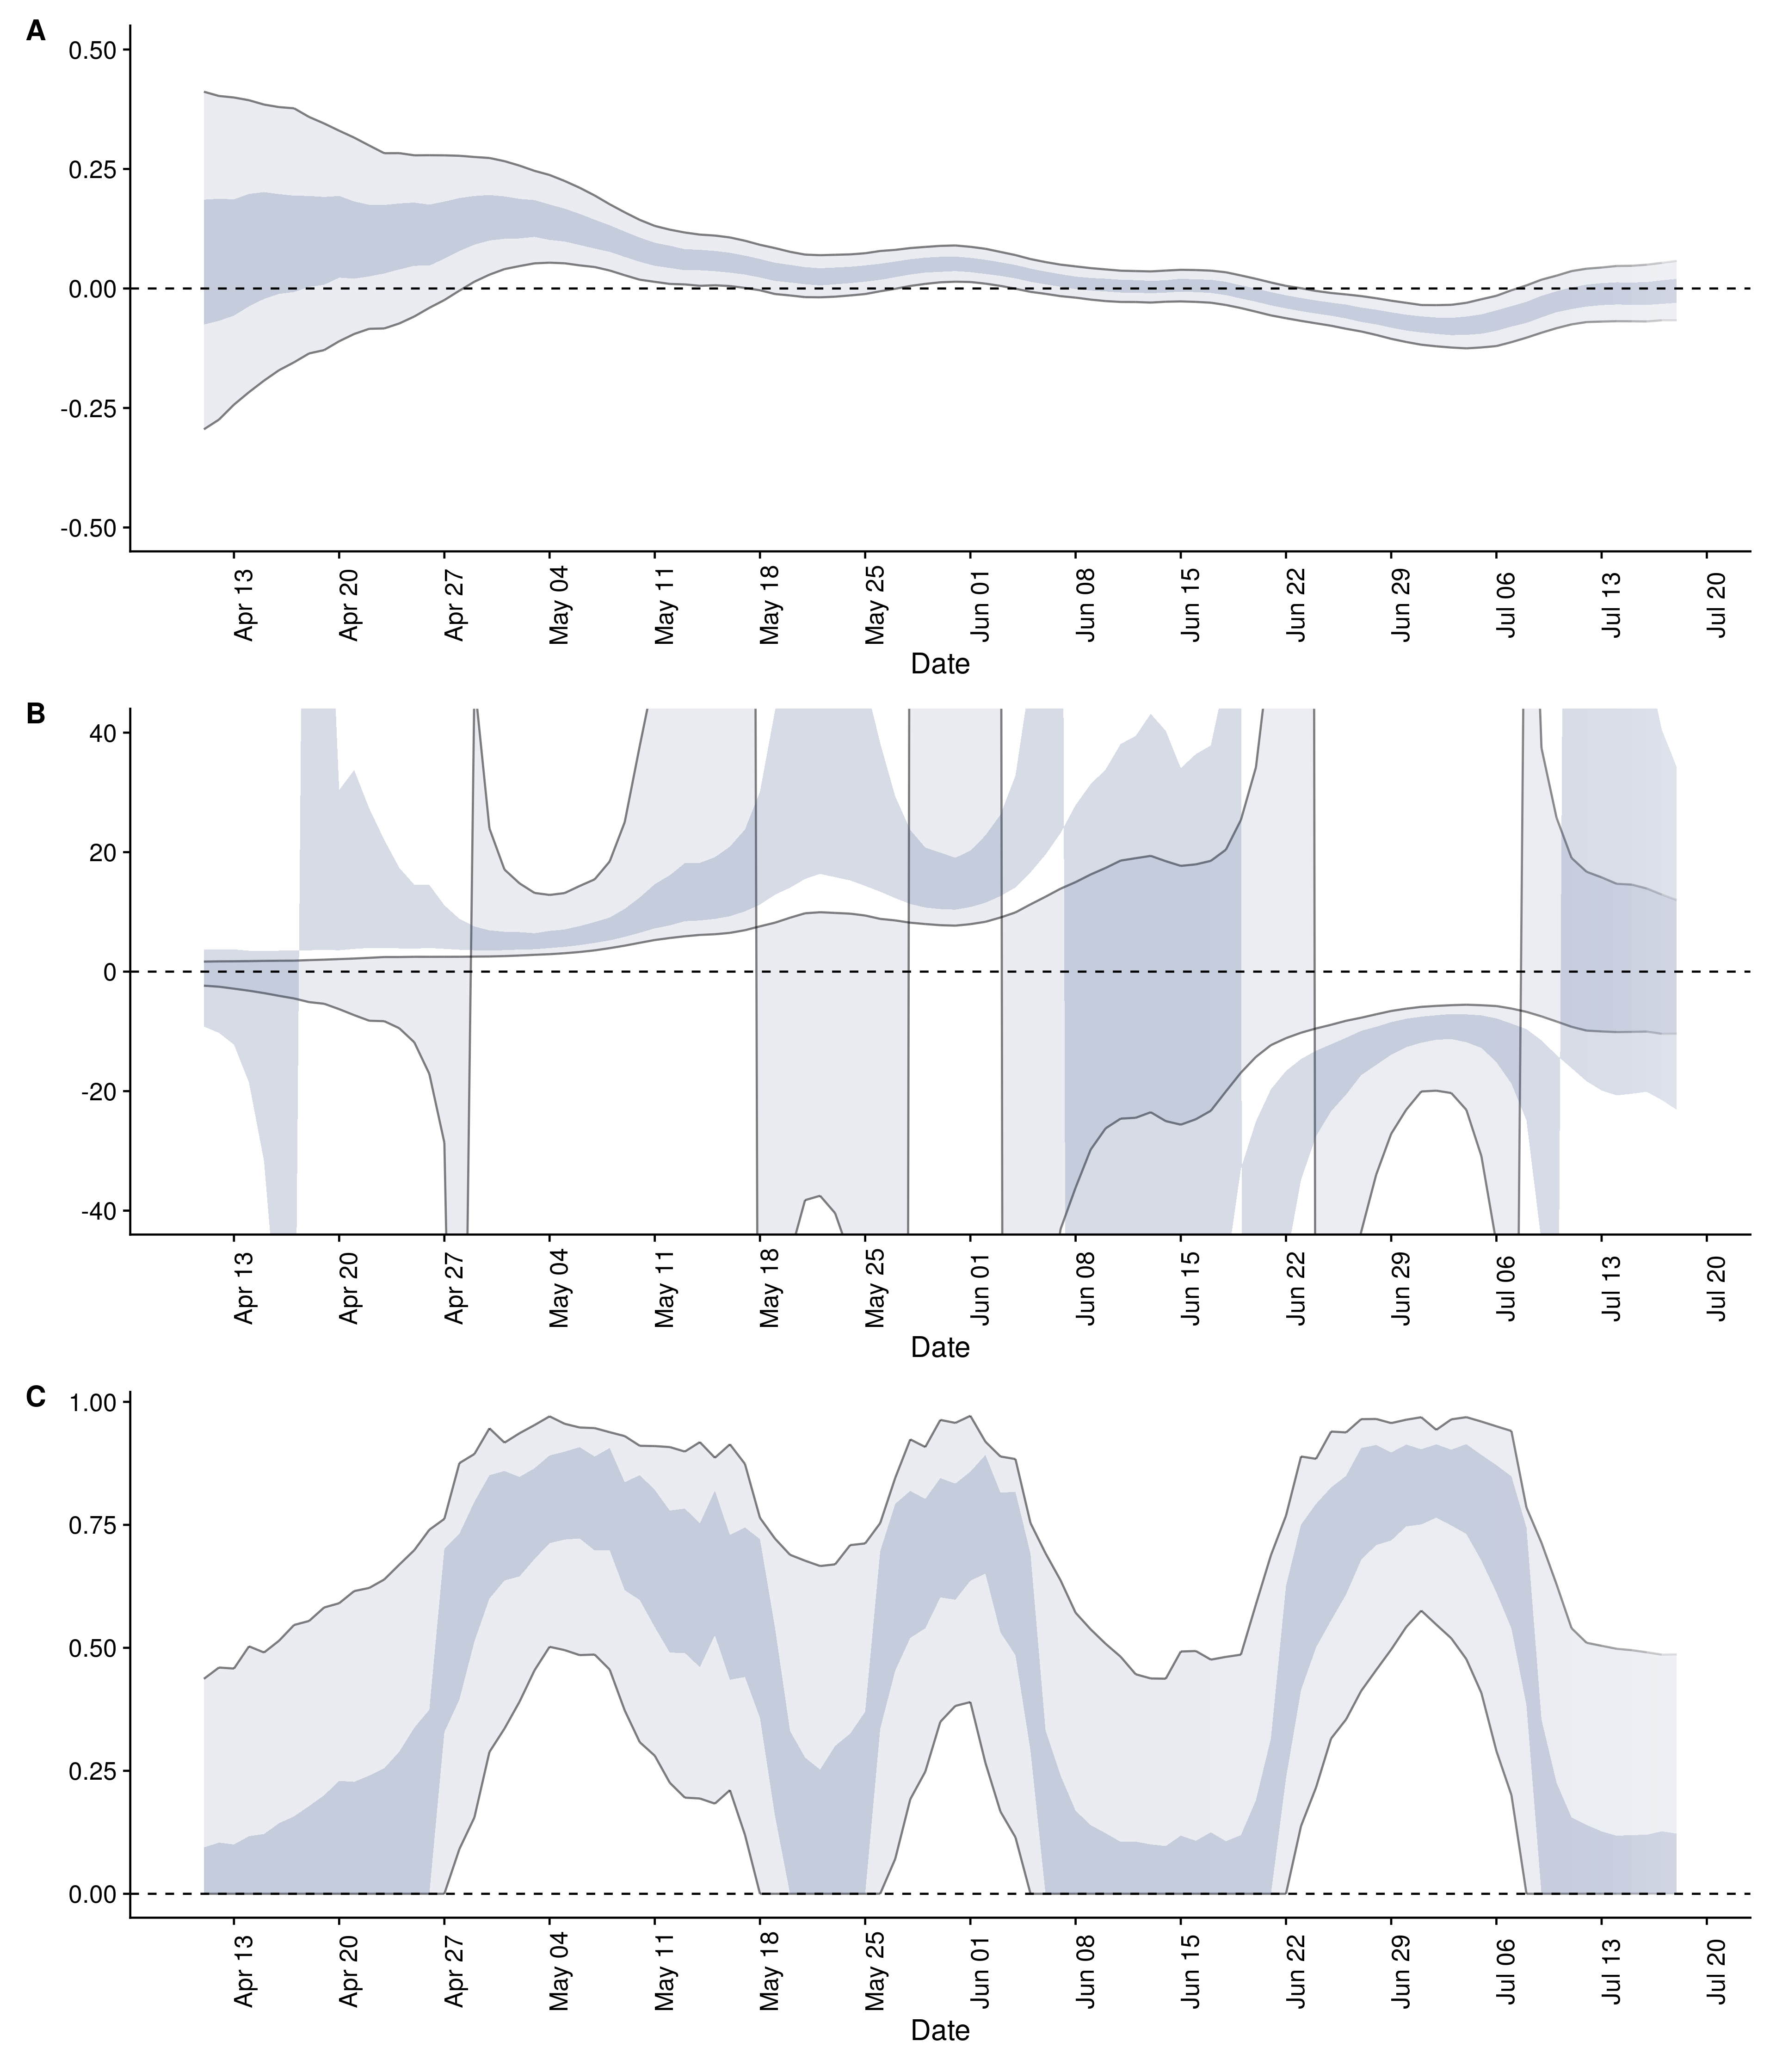 A
0.50
0.25
0.00
-0.25
-0.50
Apr 13
Apr 20
Apr 27
May 04
May 11
May 18
May 25
Jun 01
Jun 08
Jun 15
Jun 22
Jun 29
Jul 06
Jul 13
Jul 20
Date
B
40
20
0
-20
-40
Apr 13
Apr 20
Apr 27
May 04
May 11
May 18
May 25
Jun 01
Jun 08
Jun 15
Jun 22
Jun 29
Jul 06
Jul 13
Jul 20
Date
C
1.00
0.75
0.50
0.25
0.00
Apr 13
Apr 20
Apr 27
May 04
May 11
May 18
May 25
Jun 01
Jun 08
Jun 15
Jun 22
Jun 29
Jul 06
Jul 13
Jul 20
Date